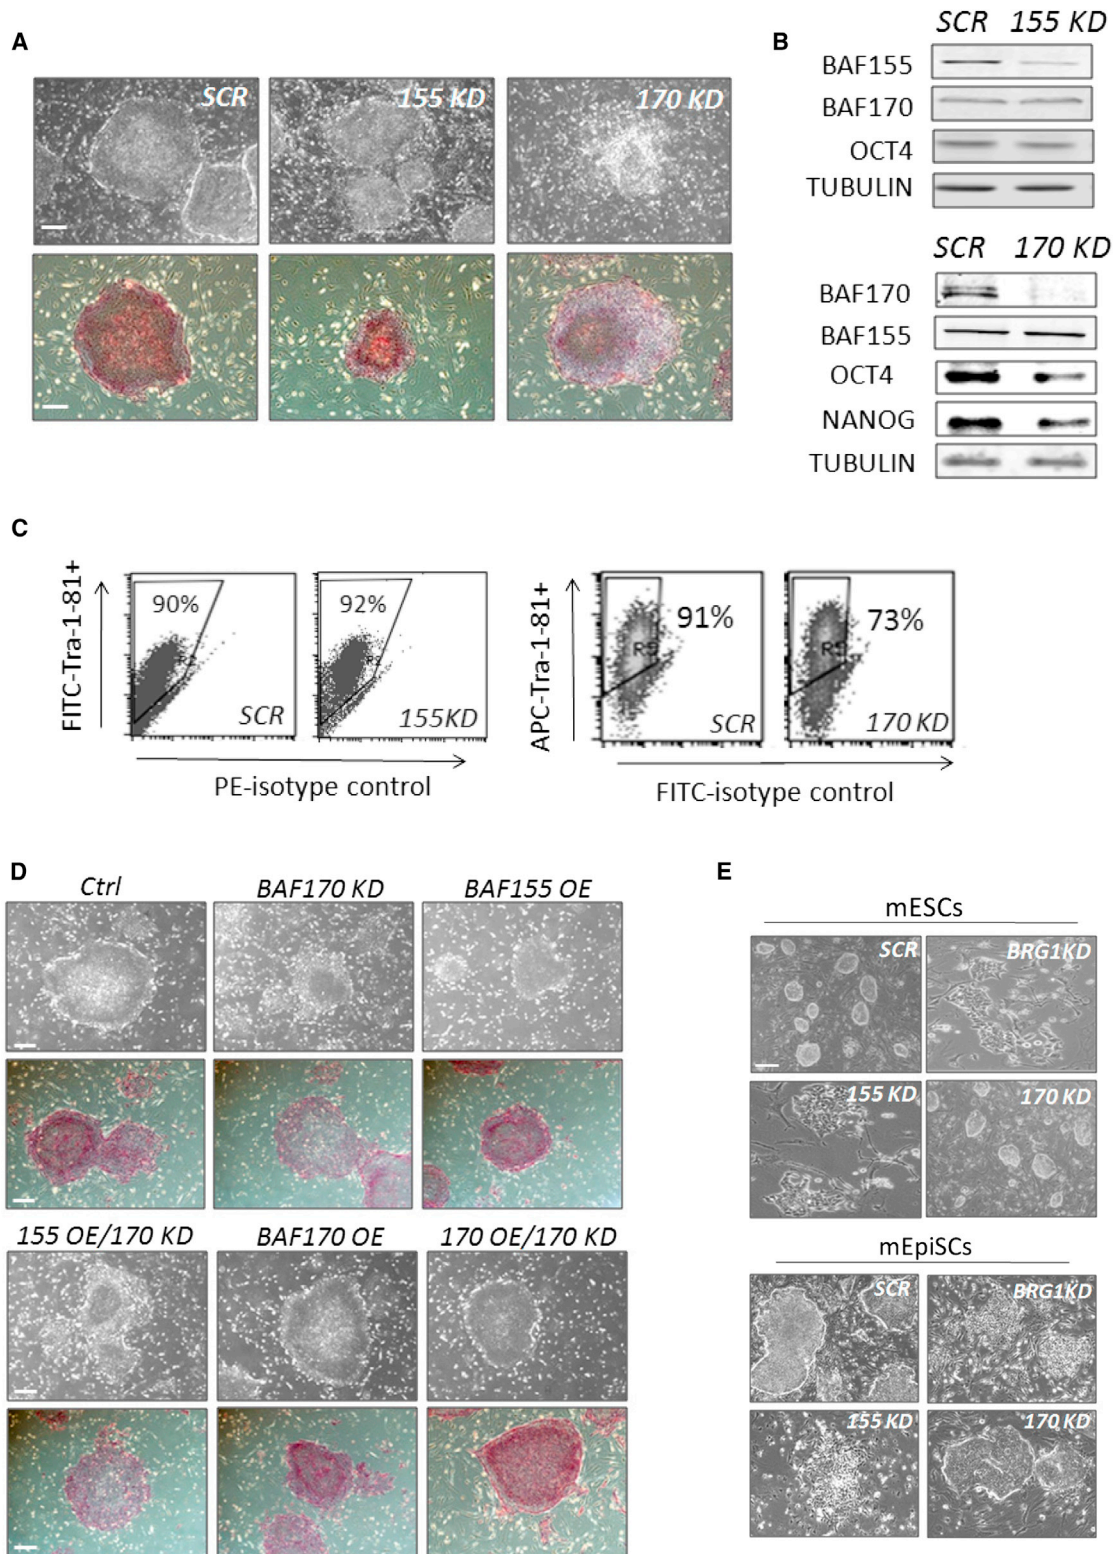 A
SCR
155 KD
170 KD
B
SCR 155 KD
BAF155
BAF170
OCT4
TUBULIN
SCR 170 KD
BAF170
BAF155
OCT4
NANOG
TUBULIN
C
FITC-Tra-1-81+
90%
SCR
92%
155KD
PE-isotype control
APC-Tra-1-81+
91%
SCR
73%
170 KD
FITC-isotype control
D
Ctrl
BAF170 KD
BAF155 OE
155 OE/170 KD
BAF170 OE
170 OE/170 KD
E
mESCs
SCR
BRG1KD
155 KD
170 KD
mEpiSCs
SCR
BRG1KD
155 KD
170 KD